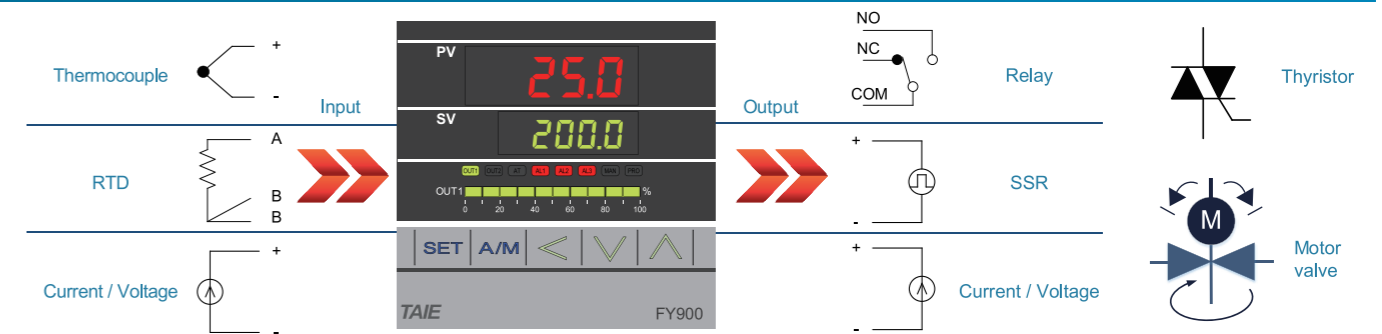 Thermocouple
+
-
RTD
A
B
B
Current / Voltage
+
-
Input
PV
25.0
SV
200.0
OUT1 OUT2 AT AL1 AL2 AL3 MAN PRO
OUT1 %
0 20 40 60 80 100
SET A/M
TAIE FY900
Output
NO
NC
COM
Relay
+
-
SSR
+
-
Current / Voltage
Thyristor
M
Motor
valve